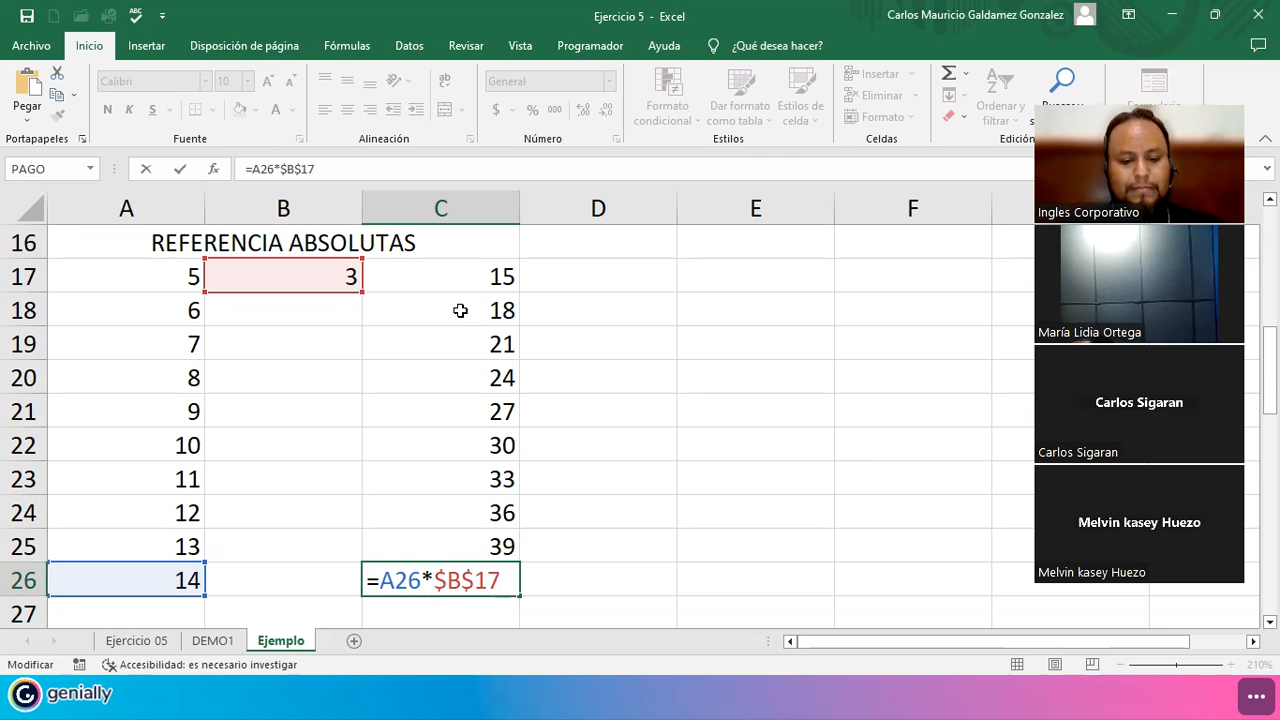 Ejercicio 5 - Excel
Carlos Mauricio Galdamez Gonzalez
Archivo Inicio Insertar Disposición de página Fórmulas Datos Revisar Vista Programador Ayuda ¿Qué desea hacer?
Pegar
Calibri 10
N K S
General
$ % 000
Formato condicional
Dar formato como tabla
Estilos de celda
Insertar
Eliminar
Formato
Ordenar y filtrar
Portapapeles Fuente Alineación Número Estilos Celdas
PAGO =A26*$B$17
A B C D E F
16 REFERENCIA ABSOLUTAS
17 5 3 15
18 6 18
19 7 21
20 8 24
21 9 27
22 10 30
23 11 33
24 12 36
25 13 39
26 14 =A26*$B$17
27
Ingles Corporativo
María Lidia Ortega
Carlos Sigaran
Carlos Sigaran
Melvin kasey Huezo
Melvin kasey Huezo
Ejercicio 05 DEMO1 Ejemplo
Modificar Accesibilidad: es necesario investigar 210%
genially